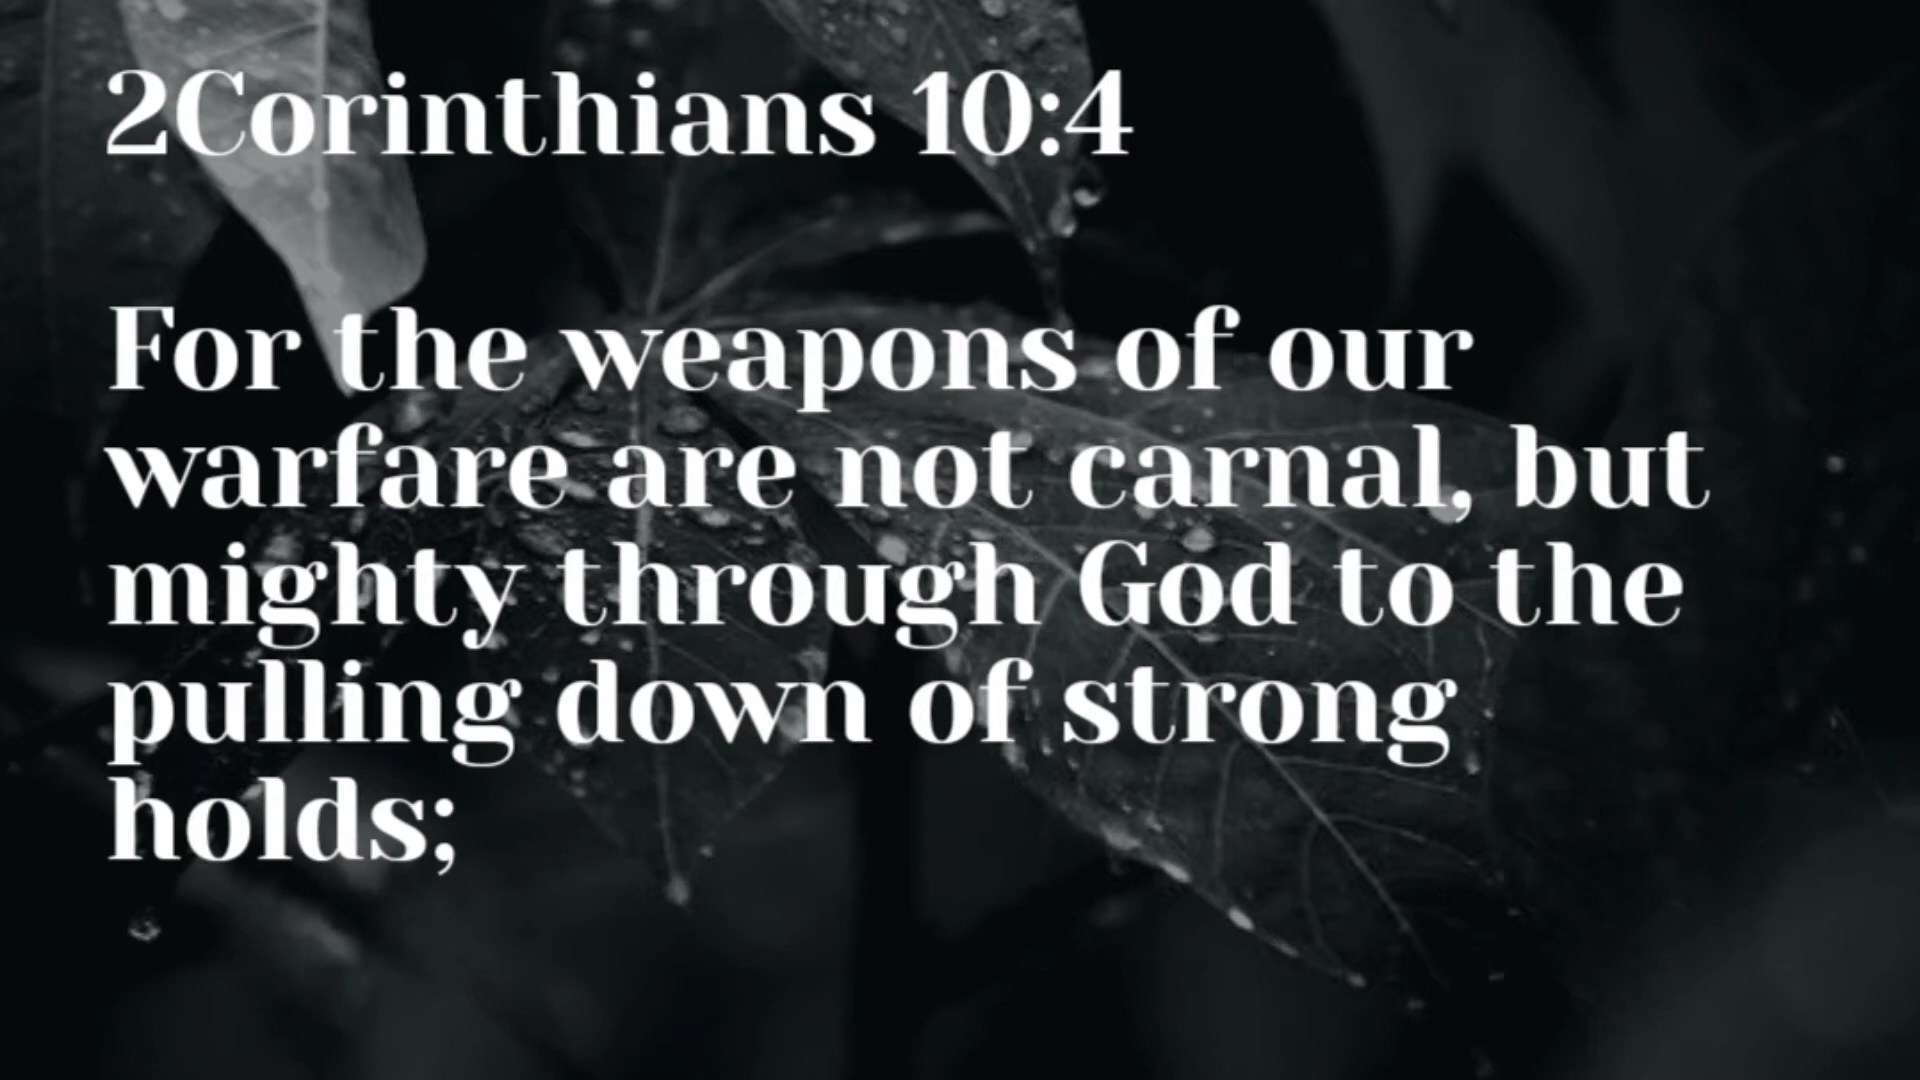 2Corinthians 10:4
For the weapons of our
warfare are not carnal, but
mighty through God to the
pulling down of strong
holds;